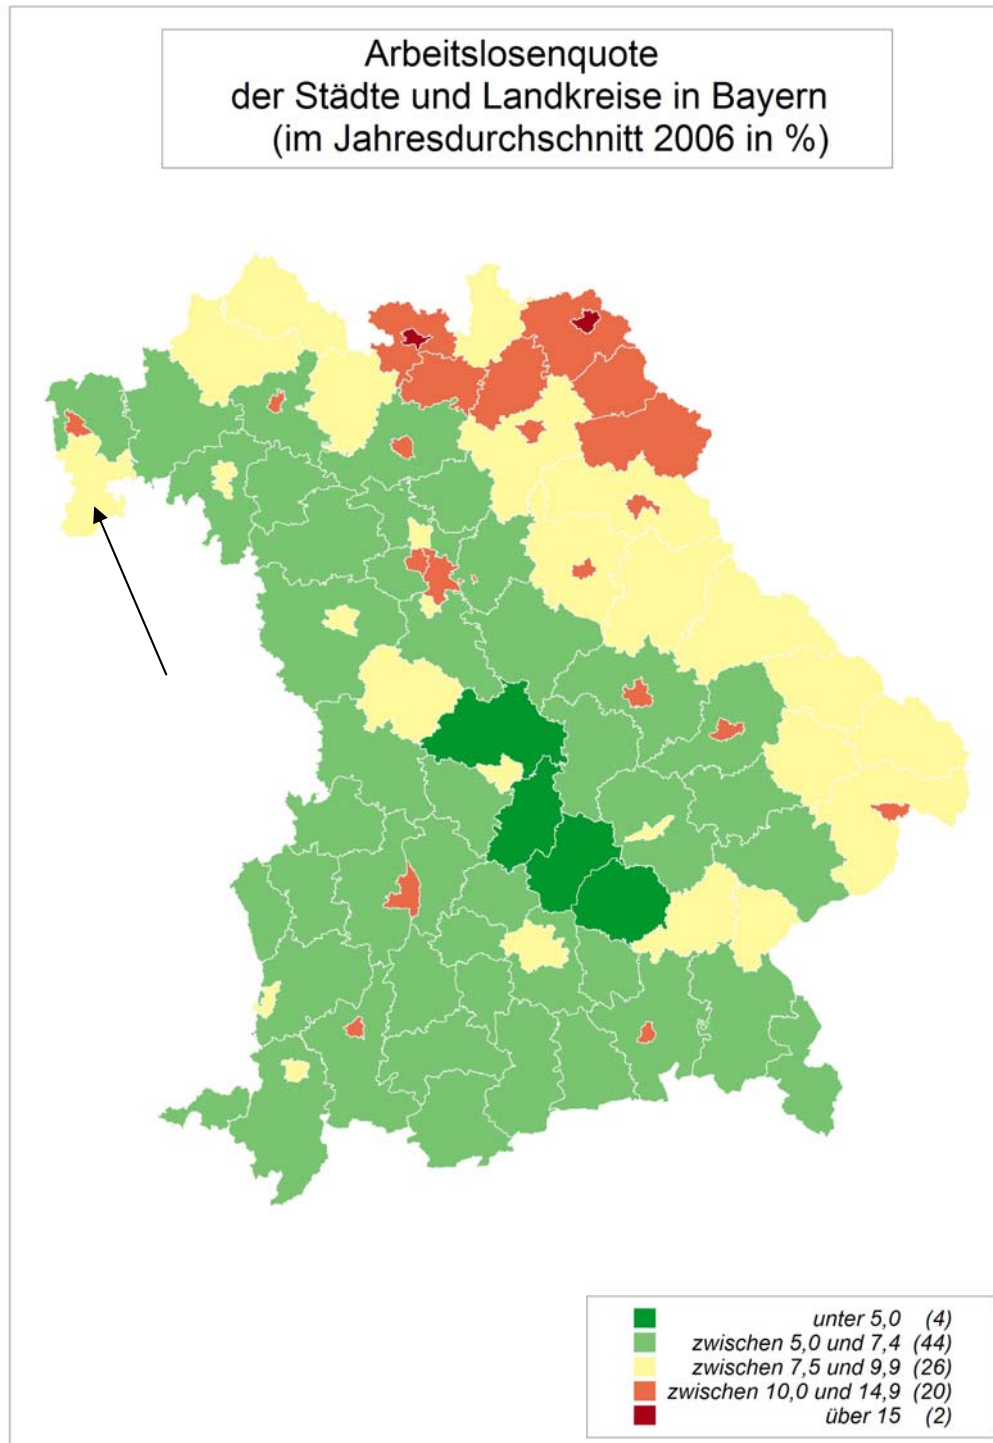 Arbeitslosenquote
der Städte und Landkreise in Bayern
(im Jahresdurchschnitt 2006 in %)
unter 5,0 (4)
zwischen 5,0 und 7,4 (44)
zwischen 7,5 und 9,9 (26)
zwischen 10,0 und 14,9 (20)
über 15 (2)